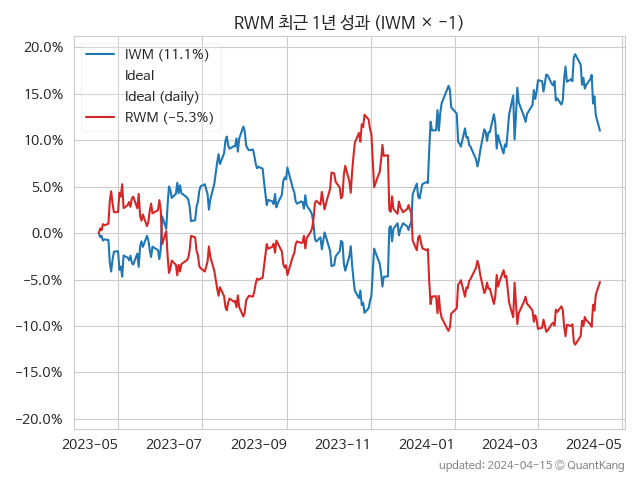 RWM 최근 1년 성과 (IWM × −1)
20.0%
15.0%
10.0%
5.0%
0.0%
−5.0%
−10.0%
−15.0%
−20.0%
IWM (11.1%)
Ideal
Ideal (daily)
RWM (−5.3%)
2023-05
2023-07
2023-09
2023-11
2024-01
2024-03
2024-05
updated: 2024-04-15 © QuantKang